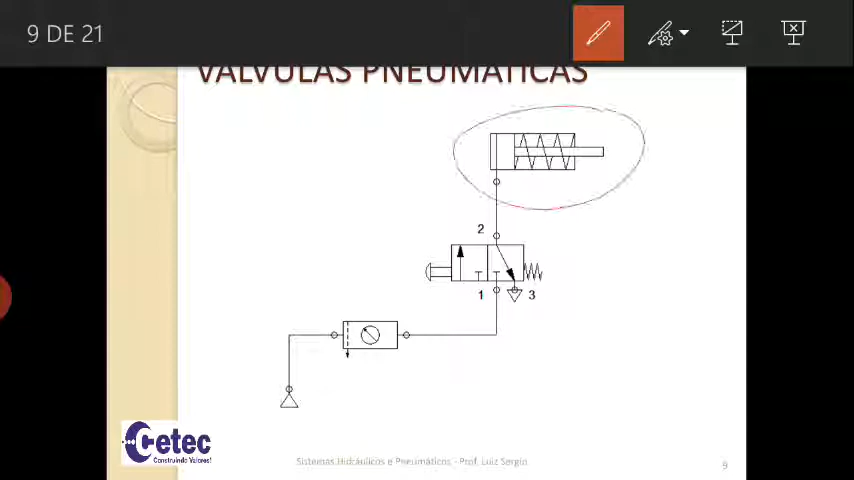 9 DE 21
VÁLVULAS PNEUMÁTICAS
2
1
3
Cetec
Construindo Valores!
Sistemas Hidráulicos e Pneumáticos - Prof. Luiz Sergio
9